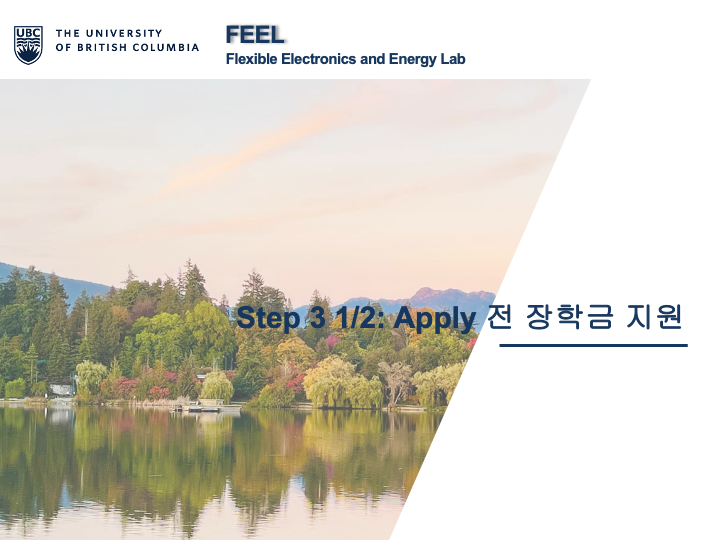 UBC
THE UNIVERSITY
OF BRITISH COLUMBIA
FEEL
Flexible Electronics and Energy Lab
Step 3 1/2: Apply 전 장학금 지원